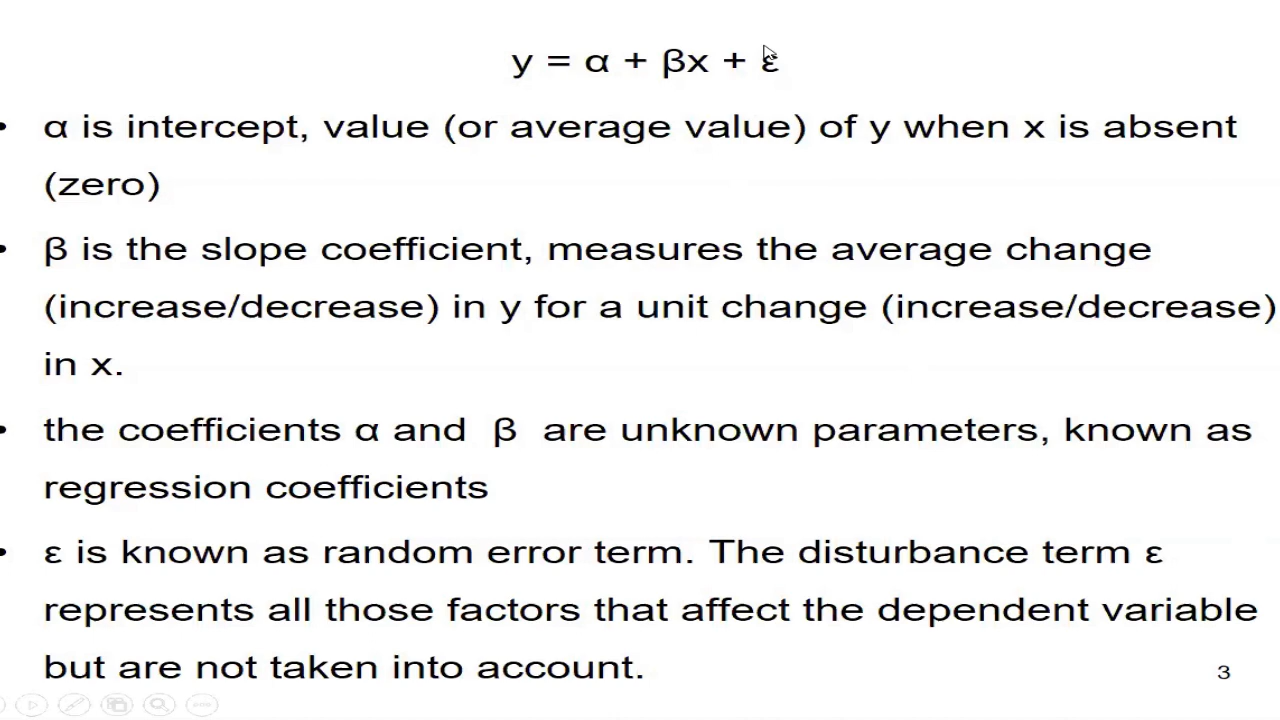 y = α + βx + ε
• α is intercept, value (or average value) of y when x is absent
(zero)
• β is the slope coefficient, measures the average change
(increase/decrease) in y for a unit change (increase/decrease)
in x.
• the coefficients α and β are unknown parameters, known as
regression coefficients
• ε is known as random error term. The disturbance term ε
represents all those factors that affect the dependent variable
but are not taken into account.
3